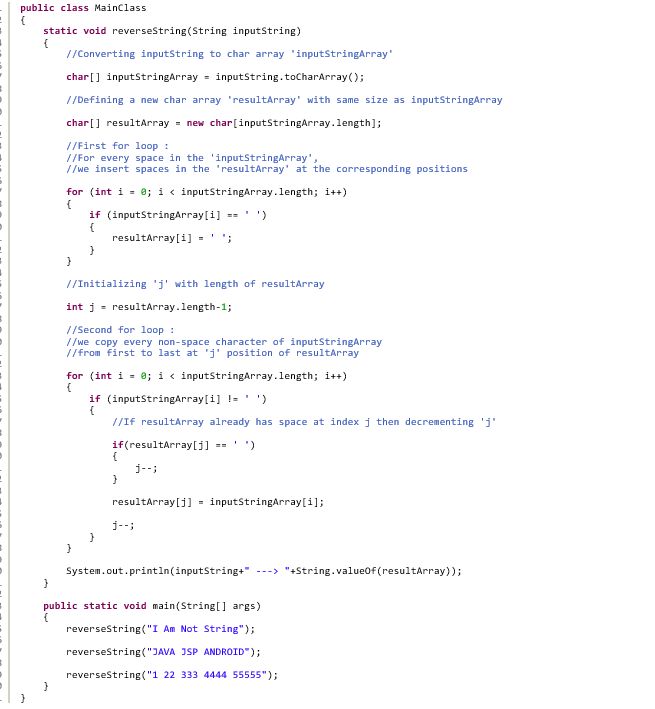 public class MainClass
{
static void reverseString(String inputString)
{
//Converting inputString to char array 'inputStringArray'
char[] inputStringArray = inputString.toCharArray();
//Defining a new char array 'resultArray' with same size as inputStringArray
char[] resultArray = new char[inputStringArray.length];
//First for loop :
//For every space in the 'inputStringArray',
//we insert spaces in the 'resultArray' at the corresponding positions
for (int i = 0; i < inputStringArray.length; i++)
{
if (inputStringArray[i] == ' ')
{
resultArray[i] = ' ';
}
}
//Initializing 'j' with length of resultArray
int j = resultArray.length-1;
//Second for loop :
//we copy every non-space character of inputStringArray
//from first to last at 'j' position of resultArray
for (int i = 0; i < inputStringArray.length; i++)
{
if (inputStringArray[i] != ' ')
{
//If resultArray already has space at index j then decrementing 'j'
if(resultArray[j] == ' ')
{
j--;
}
resultArray[j] = inputStringArray[i];
j--;
}
}
System.out.println(inputString+" ---> "+String.valueOf(resultArray));
}
public static void main(String[] args)
{
reverseString("I Am Not String");
reverseString("JAVA JSP ANDROID");
reverseString("1 22 333 4444 55555");
}
}